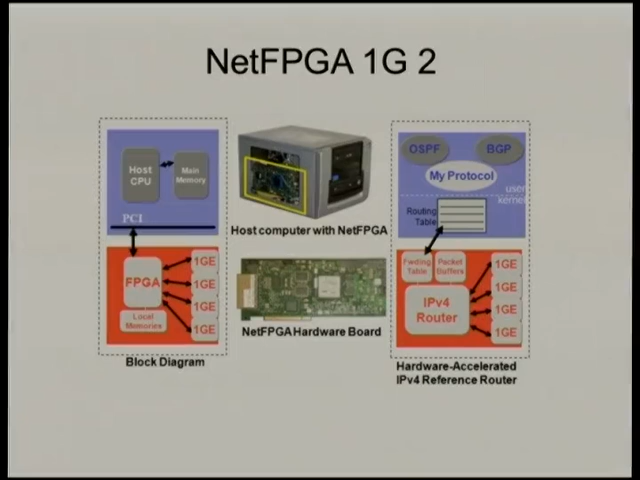 NetFPGA 1G 2
Host
CPU
Main
Memory
PCI
FPGA
Local
Memories
1GE
1GE
1GE
1GE
Block Diagram
Host computer with NetFPGA
NetFPGA Hardware Board
OSPF
BGP
My Protocol
user
kernel
Routing
Table
Fwding
Table
Packet
Buffers
IPv4
Router
1GE
1GE
1GE
1GE
Hardware-Accelerated
IPv4 Reference Router